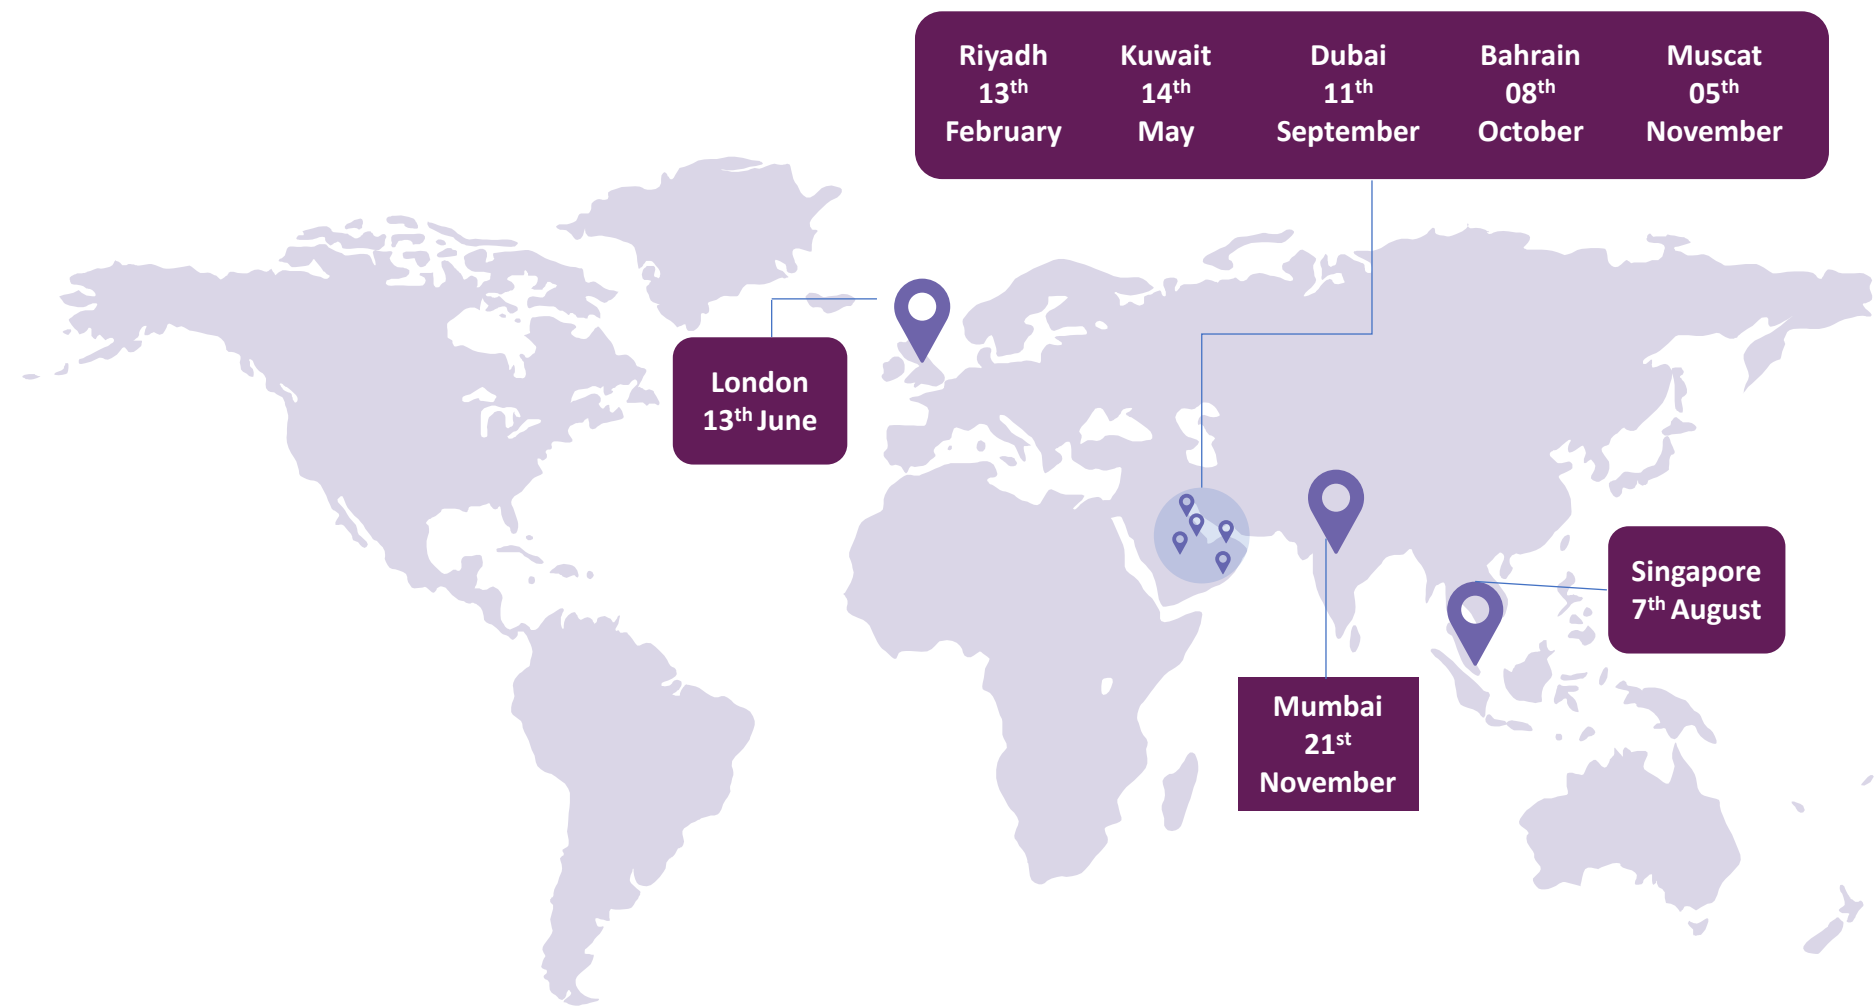 Riyadh
13th
February
Kuwait
14th
May
Dubai
11th
September
Bahrain
08th
October
Muscat
05th
November
London
13th June
Singapore
7th August
Mumbai
21st
November